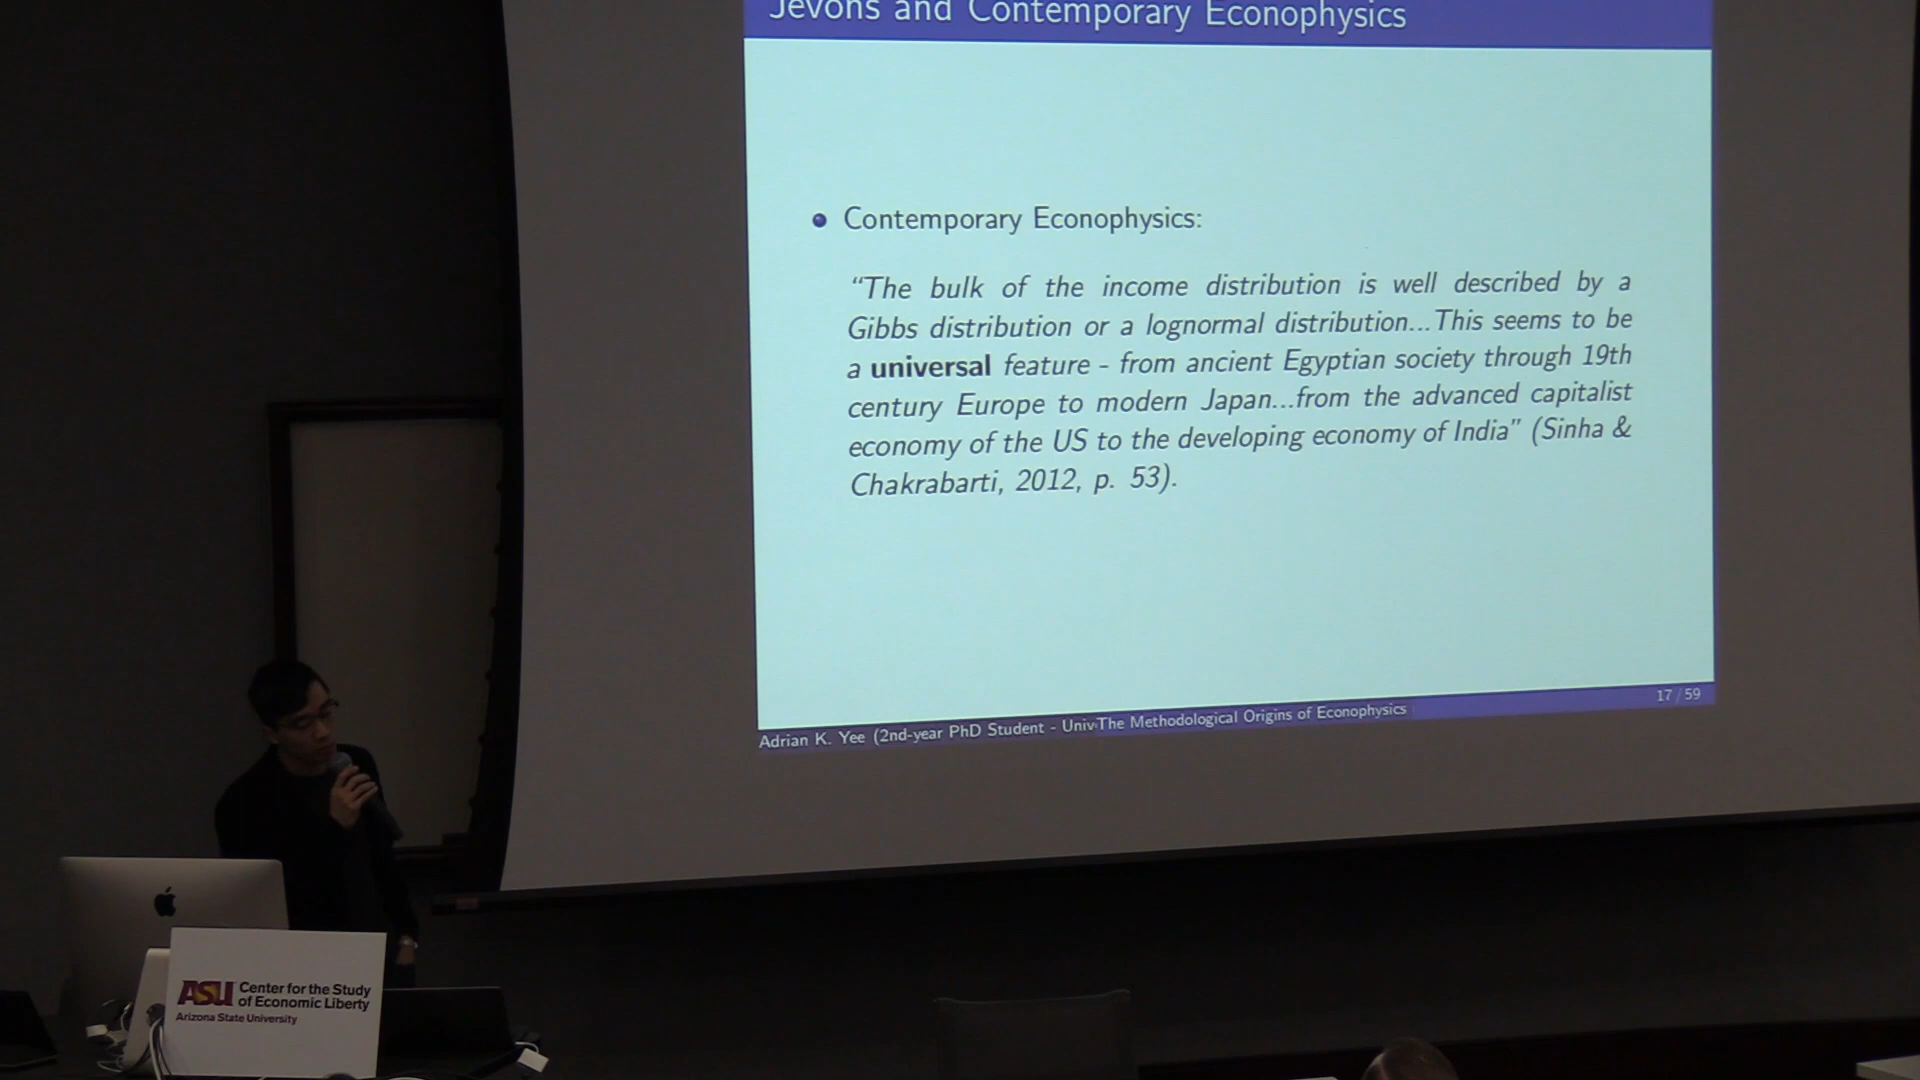 Jevons and Contemporary Econophysics
Contemporary Econophysics:
“The bulk of the income distribution is well described by a
Gibbs distribution or a lognormal distribution...This seems to be
a universal feature - from ancient Egyptian society through 19th
century Europe to modern Japan...from the advanced capitalist
economy of the US to the developing economy of India” (Sinha &
Chakrabarti, 2012, p. 53).
Adrian K. Yee (2nd-year PhD Student - Univ The Methodological Origins of Econophysics
17 / 59
ASU Center for the Study
of Economic Liberty
Arizona State University